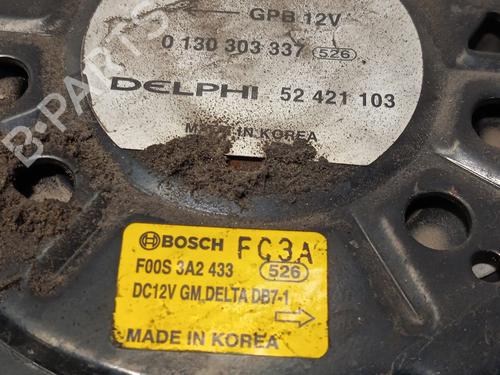 GPB 12V
0 130 303 337 526
DELPHI 52 421 103
MADE IN KOREA
B-PARTS
BOSCH FC3A
F00S 3A2 433 526
DC12V GM DELTA DB7-1
MADE IN KOREA